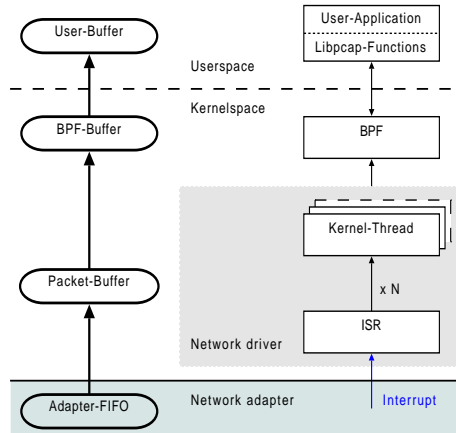 User-Buffer
User-Application
Libpcap-Functions
Userspace
Kernelspace
BPF-Buffer
BPF
Kernel-Thread
Packet-Buffer
x N
ISR
Network driver
Adapter-FIFO
Network adapter
Interrupt